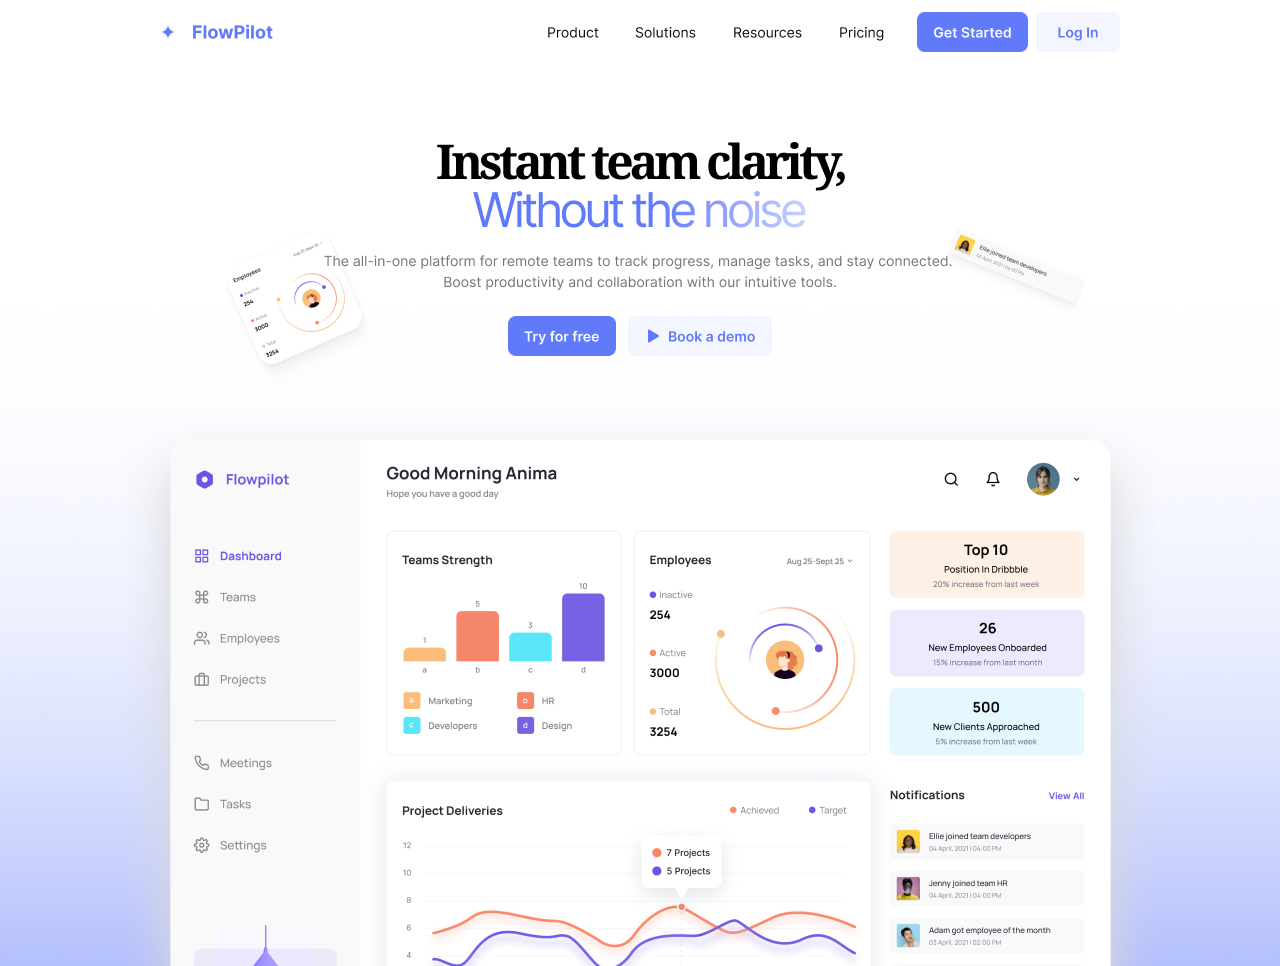 FlowPilot
Product
Solutions
Resources
Pricing
Get Started
Log In
Instant team clarity,
Without the noise
The all-in-one platform for remote teams to track progress, manage tasks, and stay connected.
Boost productivity and collaboration with our intuitive tools.
Try for free
Book a demo
Employees
Aug 25-Sept 25
Inactive
254
Active
3000
Total
3254
Ellie joined team developers
04 April, 2021 | 04:00 PM
Flowpilot
Dashboard
Teams
Employees
Projects
Meetings
Tasks
Settings
Good Morning Anima
Hope you have a good day
Teams Strength
1
5
3
10
a
b
c
d
a Marketing
b HR
c Developers
d Design
Employees
Aug 25-Sept 25
Inactive
254
Active
3000
Total
3254
Top 10
Position In Dribbble
20% increase from last week
26
New Employees Onboarded
15% increase from last month
500
New Clients Approached
5% increase from last week
Project Deliveries
Achieved
Target
12
10
8
6
4
7 Projects
5 Projects
Notifications
View All
Ellie joined team developers
04 April, 2021 | 04:00 PM
Jenny joined team HR
04 April, 2021 | 04:00 PM
Adam got employee of the month
03 April, 2021 | 02:00 PM